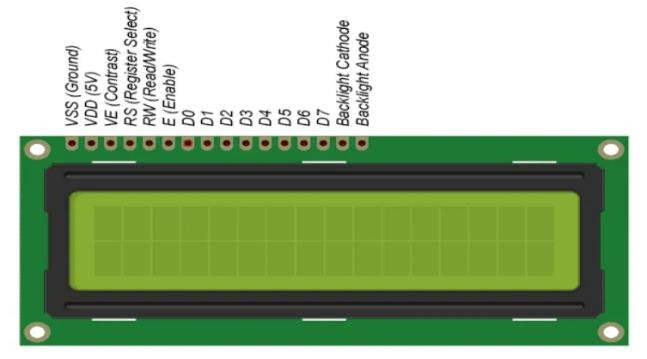 VSS (Ground)
VDD (5V)
VE (Contrast)
RS (Register Select)
RW (Read/Write)
E (Enable)
D0
D1
D2
D3
D4
D5
D6
D7
Backlight Cathode
Backlight Anode